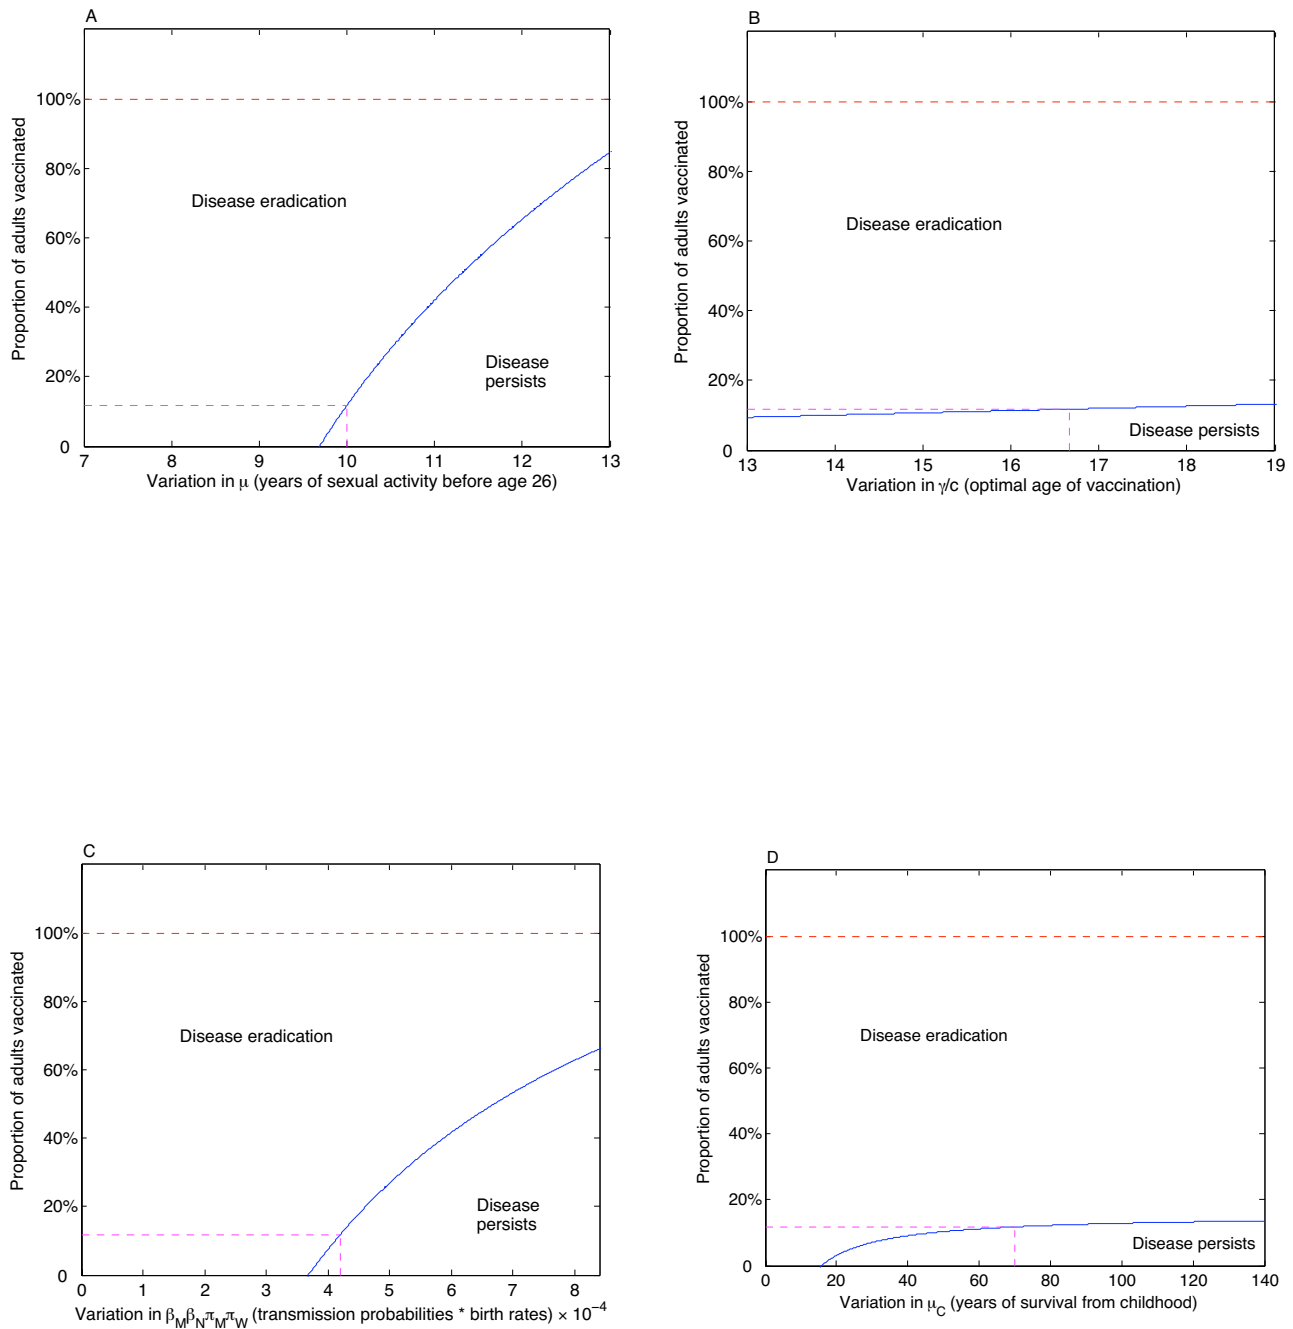 A
Proportion of adults vaccinated
100%
80%
60%
40%
20%
0
Disease eradication
Disease
persists
7 8 9 10 11 12 13
Variation in μ (years of sexual activity before age 26)
B
Proportion of adults vaccinated
100%
80%
60%
40%
20%
0
Disease eradication
Disease persists
13 14 15 16 17 18 19
Variation in γ/c (optimal age of vaccination)
C
Proportion of adults vaccinated
100%
80%
60%
40%
20%
0
Disease eradication
Disease
persists
0 1 2 3 4 5 6 7 8
Variation in β_Mβ_Nπ_Mπ_W (transmission probabilities * birth rates) × 10⁻⁴
D
Proportion of adults vaccinated
100%
80%
60%
40%
20%
0
Disease eradication
Disease persists
0 20 40 60 80 100 120 140
Variation in μ_C (years of survival from childhood)